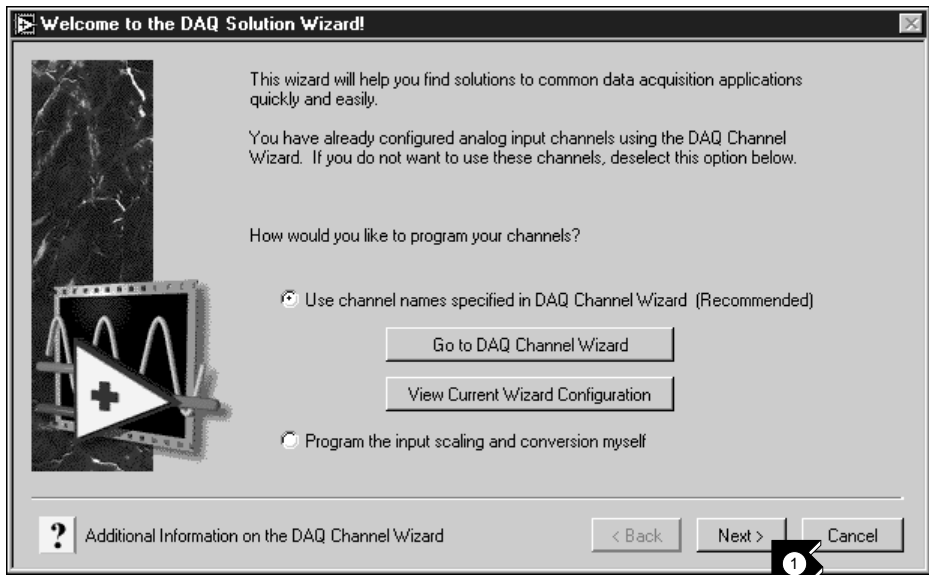 Welcome to the DAQ Solution Wizard!
This wizard will help you find solutions to common data acquisition applications
quickly and easily.
You have already configured analog input channels using the DAQ Channel
Wizard. If you do not want to use these channels, deselect this option below.
How would you like to program your channels?
Use channel names specified in DAQ Channel Wizard (Recommended)
Go to DAQ Channel Wizard
View Current Wizard Configuration
Program the input scaling and conversion myself
? Additional Information on the DAQ Channel Wizard < Back Next > Cancel
1